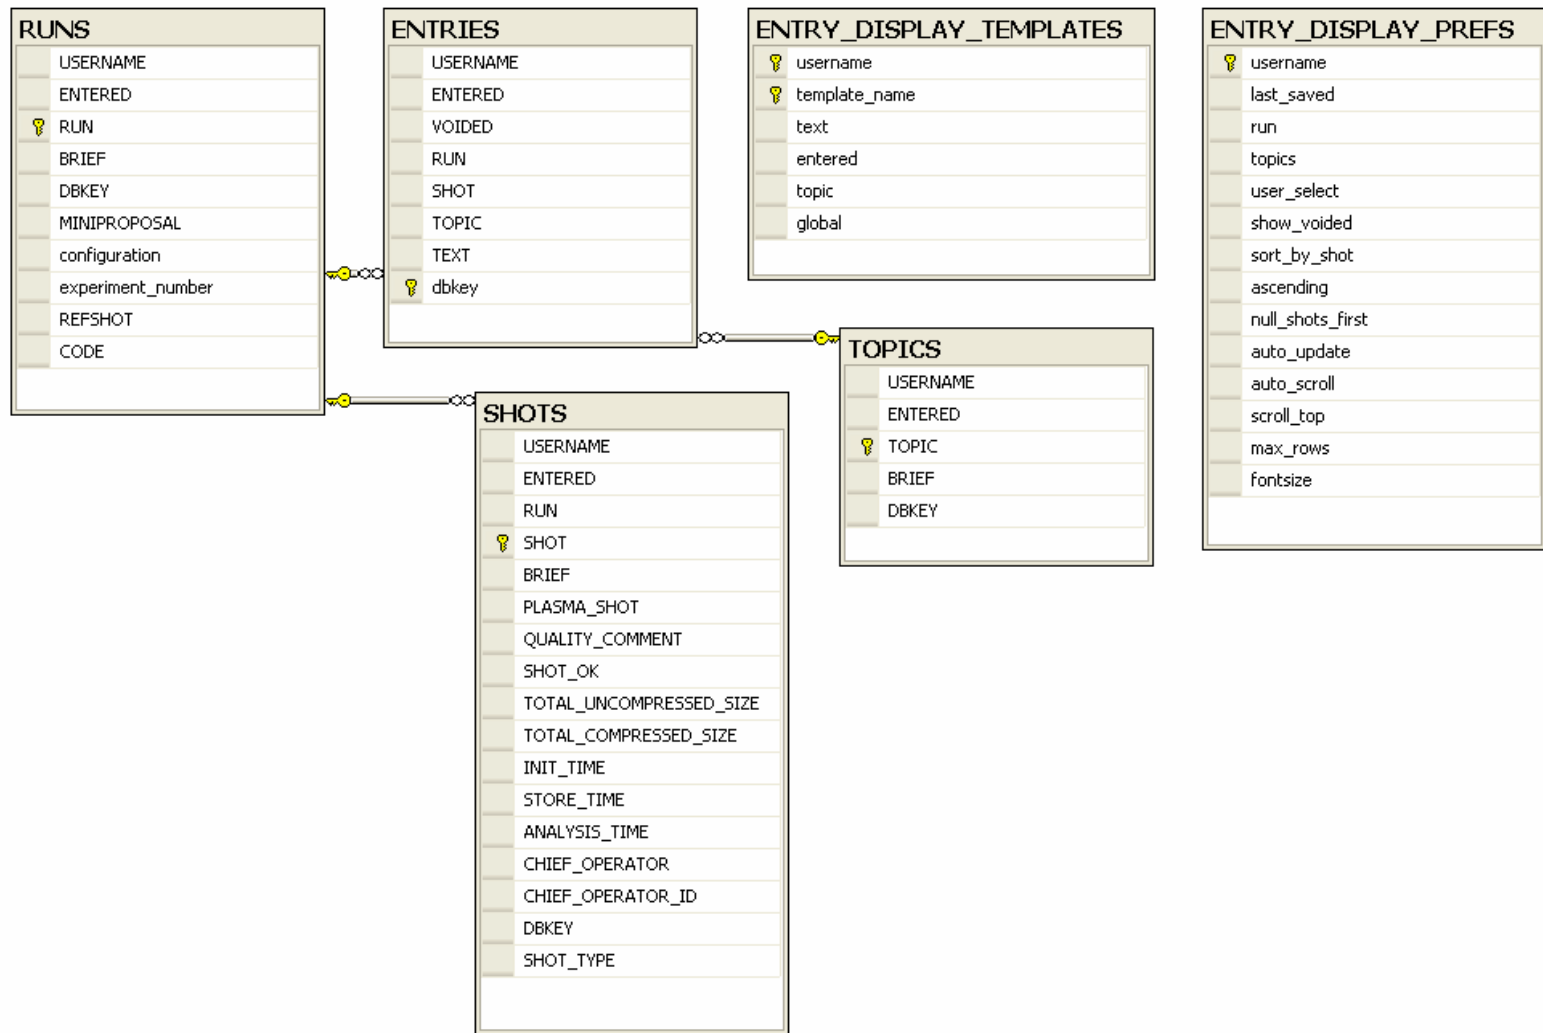 RUNS
USERNAME
ENTERED
RUN
BRIEF
DBKEY
MINIPROPOSAL
configuration
experiment_number
REFSHOT
CODE
ENTRIES
USERNAME
ENTERED
VOIDED
RUN
SHOT
TOPIC
TEXT
dbkey
ENTRY_DISPLAY_TEMPLATES
username
template_name
text
entered
topic
global
ENTRY_DISPLAY_PREFS
username
last_saved
run
topics
user_select
show_voided
sort_by_shot
ascending
null_shots_first
auto_update
auto_scroll
scroll_top
max_rows
fontsize
TOPICS
USERNAME
ENTERED
TOPIC
BRIEF
DBKEY
SHOTS
USERNAME
ENTERED
RUN
SHOT
BRIEF
PLASMA_SHOT
QUALITY_COMMENT
SHOT_OK
TOTAL_UNCOMPRESSED_SIZE
TOTAL_COMPRESSED_SIZE
INIT_TIME
STORE_TIME
ANALYSIS_TIME
CHIEF_OPERATOR
CHIEF_OPERATOR_ID
DBKEY
SHOT_TYPE